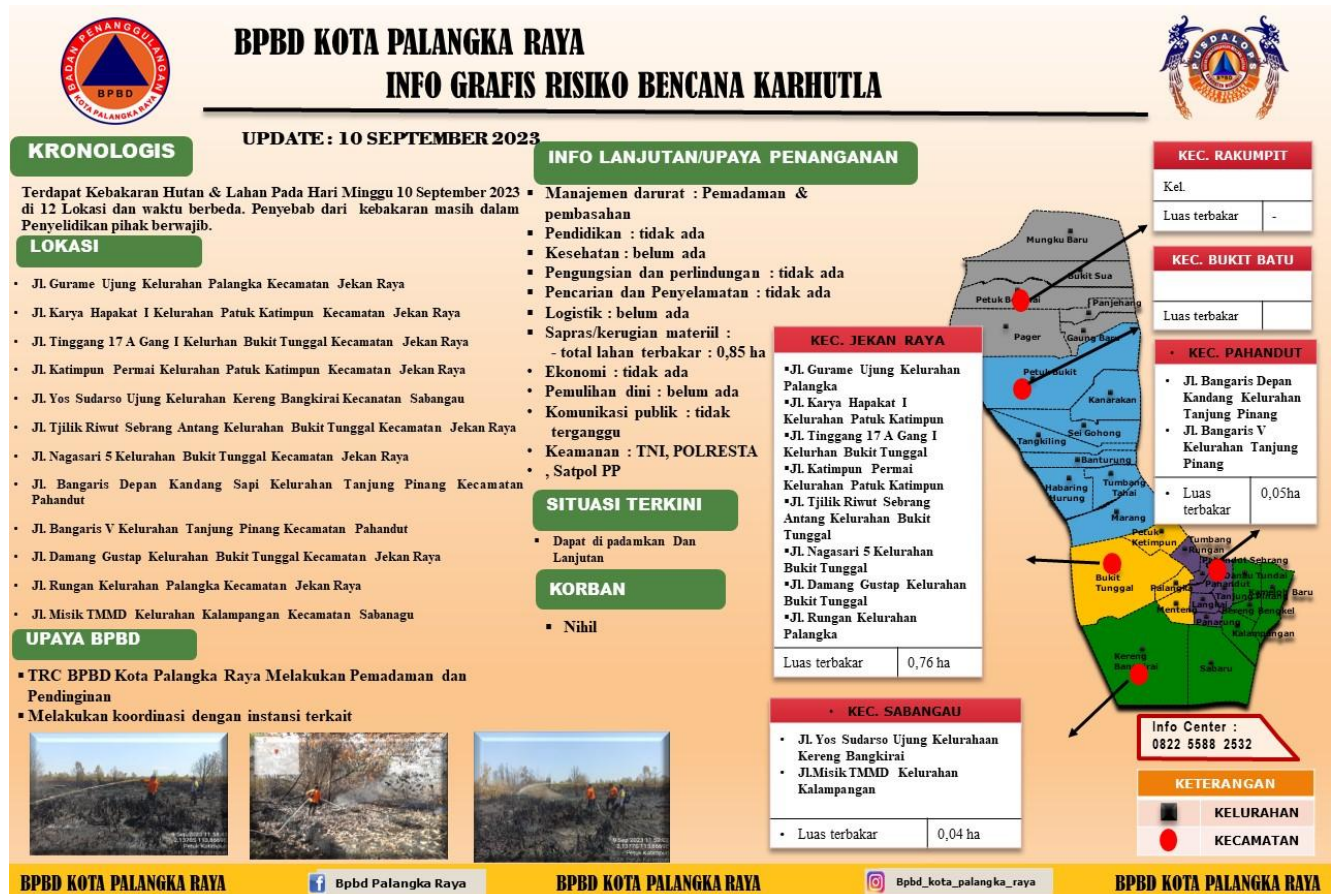 BADAN PENANGGULANGAN
BPBD
KOTA PALANGKA RAYA
BPBD KOTA PALANGKA RAYA
INFO GRAFIS RISIKO BENCANA KARHUTLA
PUSDALOPS
UPDATE : 10 SEPTEMBER 2023
KRONOLOGIS
Terdapat Kebakaran Hutan & Lahan Pada Hari Minggu 10 September 2023
di 12 Lokasi dan waktu berbeda. Penyebab dari kebakaran masih dalam
Penyelidikan pihak berwajib.
LOKASI
• Jl. Gurame Ujung Kelurahan Palangka Kecamatan Jekan Raya
• Jl. Karya Hapakat I Kelurahan Patuk Katimpun Kecamatan Jekan Raya
• Jl. Tinggang 17 A Gang I Kelurhan Bukit Tunggal Kecamatan Jekan Raya
• Jl. Katimpun Permai Kelurahan Patuk Katimpun Kecamatan Jekan Raya
• Jl. Yos Sudarso Ujung Kelurahan Kereng Bangkirai Kecanatan Sabangau
• Jl. Tjilik Riwut Sebrang Antang Kelurahan Bukit Tunggal Kecamatan Jekan Raya
• Jl. Nagasari 5 Kelurahan Bukit Tunggal Kecamatan Jekan Raya
• Jl. Bangaris Depan Kandang Sapi Kelurahan Tanjung Pinang Kecamatan
Pahandut
• Jl. Bangaris V Kelurahan Tanjung Pinang Kecamatan Pahandut
• Jl. Damang Gustap Kelurahan Bukit Tunggal Kecamatan Jekan Raya
• Jl. Rungan Kelurahan Palangka Kecamatan Jekan Raya
• Jl. Misik TMMD Kelurahan Kalampangan Kecamatan Sabanagu
UPAYA BPBD
▪ TRC BPBD Kota Palangka Raya Melakukan Pemadaman dan
Pendinginan
▪ Melakukan koordinasi dengan instansi terkait
INFO LANJUTAN/UPAYA PENANGANAN
▪ Manajemen darurat : Pemadaman &
pembasahan
▪ Pendidikan : tidak ada
▪ Kesehatan : belum ada
▪ Pengungsian dan perlindungan : tidak ada
▪ Pencarian dan Penyelamatan : tidak ada
▪ Logistik : belum ada
▪ Sapras/kerugian materiil :
- total lahan terbakar : 0,85 ha
• Ekonomi : tidak ada
• Pemulihan dini : belum ada
• Komunikasi publik : tidak
terganggu
• Keamanan : TNI, POLRESTA
• , Satpol PP
SITUASI TERKINI
▪ Dapat di padamkan Dan
Lanjutan
KORBAN
▪ Nihil
KEC. JEKAN RAYA
▪Jl. Gurame Ujung Kelurahan
Palangka
▪Jl. Karya Hapakat I
Kelurahan Patuk Katimpun
▪Jl. Tinggang 17 A Gang I
Kelurhan Bukit Tunggal
▪Jl. Katimpun Permai
Kelurahan Patuk Katimpun
▪Jl. Tjilik Riwut Sebrang
Antang Kelurahan Bukit
Tunggal
▪Jl. Nagasari 5 Kelurahan
Bukit Tunggal
▪Jl. Damang Gustap Kelurahan
Bukit Tunggal
▪Jl. Rungan Kelurahan
Palangka
Luas terbakar 0,76 ha
• KEC. SABANGAU
• Jl. Yos Sudarso Ujung Kelurahaan
Kereng Bangkirai
• Jl.Misik TMMD Kelurahan
Kalampangan
• Luas terbakar 0,04 ha
KEC. RAKUMPIT
Kel.
Luas terbakar -
KEC. BUKIT BATU
Luas terbakar
• KEC. PAHANDUT
• Jl. Bangaris Depan
Kandang Kelurahan
Tanjung Pinang
• Jl. Bangaris V
Kelurahan Tanjung
Pinang
• Luas terbakar 0,05ha
Mungku Baru
Bukit Sua
Panjehang
Pager
Gaung Baru
Petuk Bukit
Kanarakan
Sei Gohong
Tangkiling
Banturung
Habaring
Hurung
Tumbang
Tahai
Marang
Petuk
Ketimpun
Tumbang
Rungan
Bukit
Tunggal
Palangka
Menteng
Langkai
Panarung
Pahandut
Danau Tundai
Kalampangan
Kereng
Sabaru
Info Center :
0822 5588 2532
KETERANGAN
KELURAHAN
KECAMATAN
BPBD KOTA PALANGKA RAYA
Bpbd Palangka Raya
BPBD KOTA PALANGKA RAYA
Bpbd_kota_palangka_raya
BPBD KOTA PALANGKA RAYA